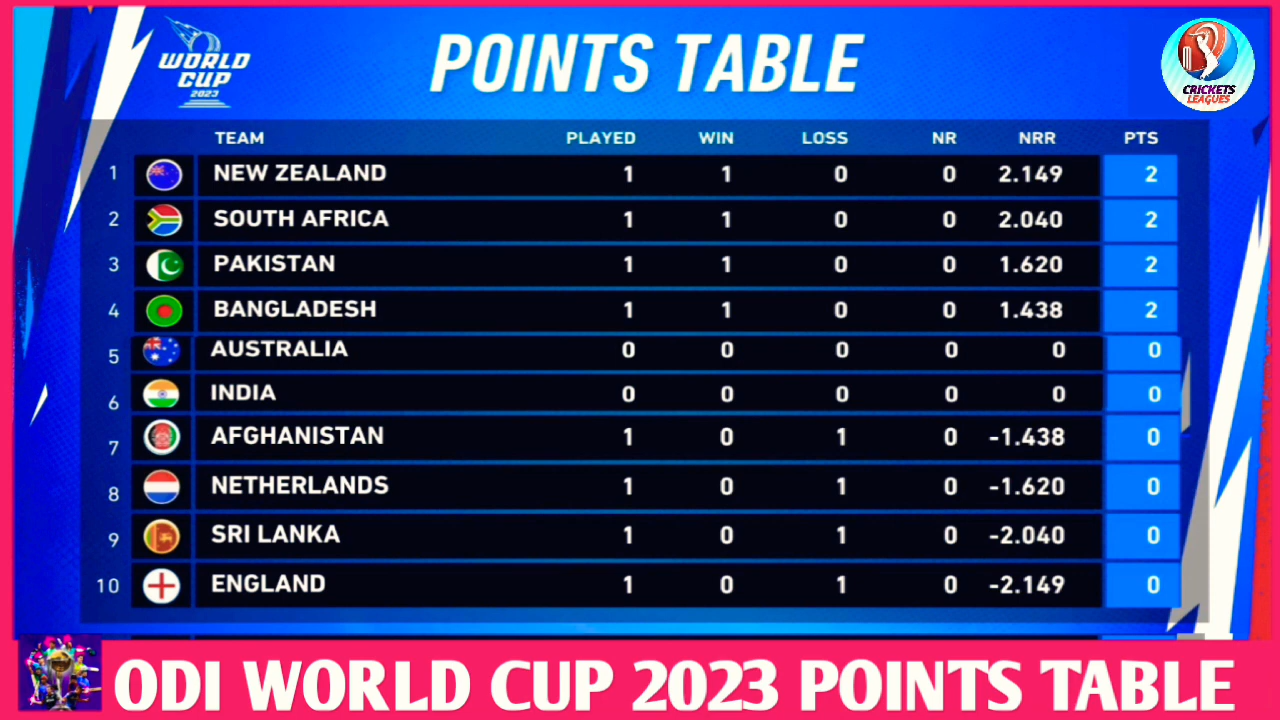 WORLD
CUP
2023
POINTS TABLE
CRICKETS
LEAGUES
TEAM PLAYED WIN LOSS NR NRR PTS
1 NEW ZEALAND 1 1 0 0 2.149 2
2 SOUTH AFRICA 1 1 0 0 2.040 2
3 PAKISTAN 1 1 0 0 1.620 2
4 BANGLADESH 1 1 0 0 1.438 2
5 AUSTRALIA 0 0 0 0 0 0
6 INDIA 0 0 0 0 0 0
7 AFGHANISTAN 1 0 1 0 -1.438 0
8 NETHERLANDS 1 0 1 0 -1.620 0
9 SRI LANKA 1 0 1 0 -2.040 0
10 ENGLAND 1 0 1 0 -2.149 0
ODI WORLD CUP 2023 POINTS TABLE